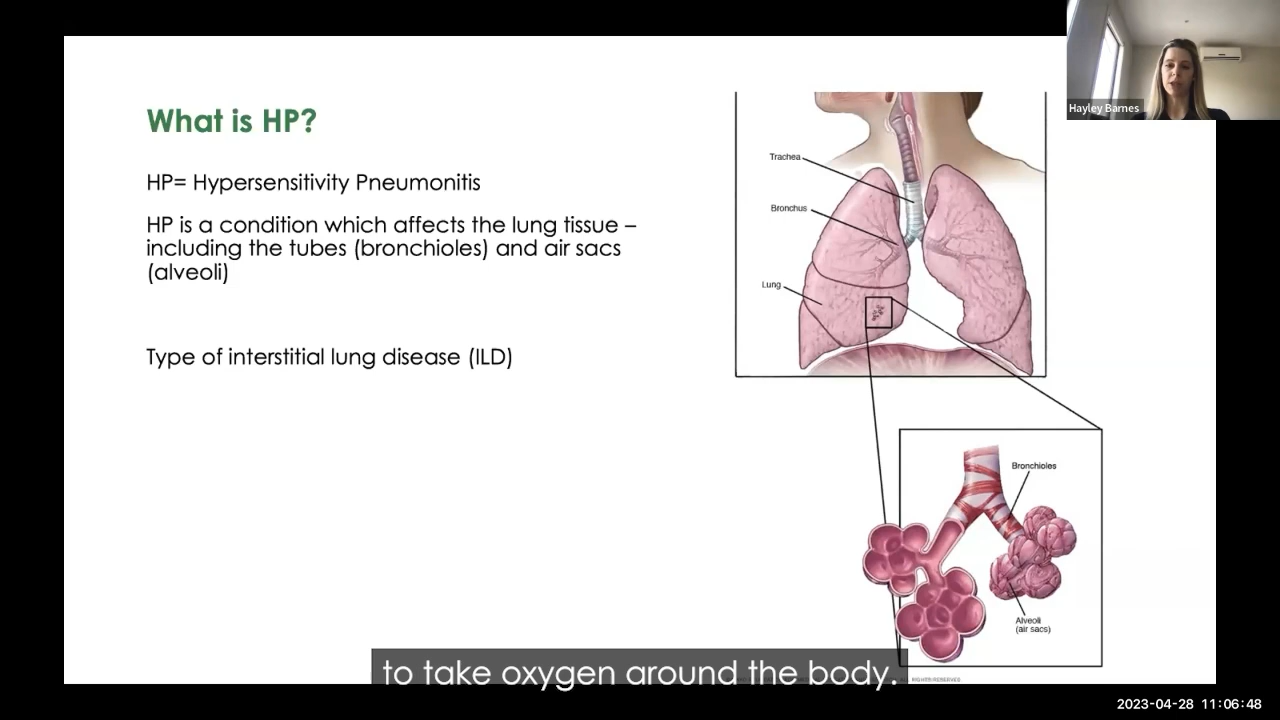 What is HP?
HP= Hypersensitivity Pneumonitis
HP is a condition which affects the lung tissue –
including the tubes (bronchioles) and air sacs
(alveoli)
Type of interstitial lung disease (ILD)
Trachea
Bronchus
Lung
Bronchioles
Alveoli
(air sacs)
RIGHTS RESERVED
to take oxygen around the body.
Hayley Barnes
2023-04-28 11:06:48